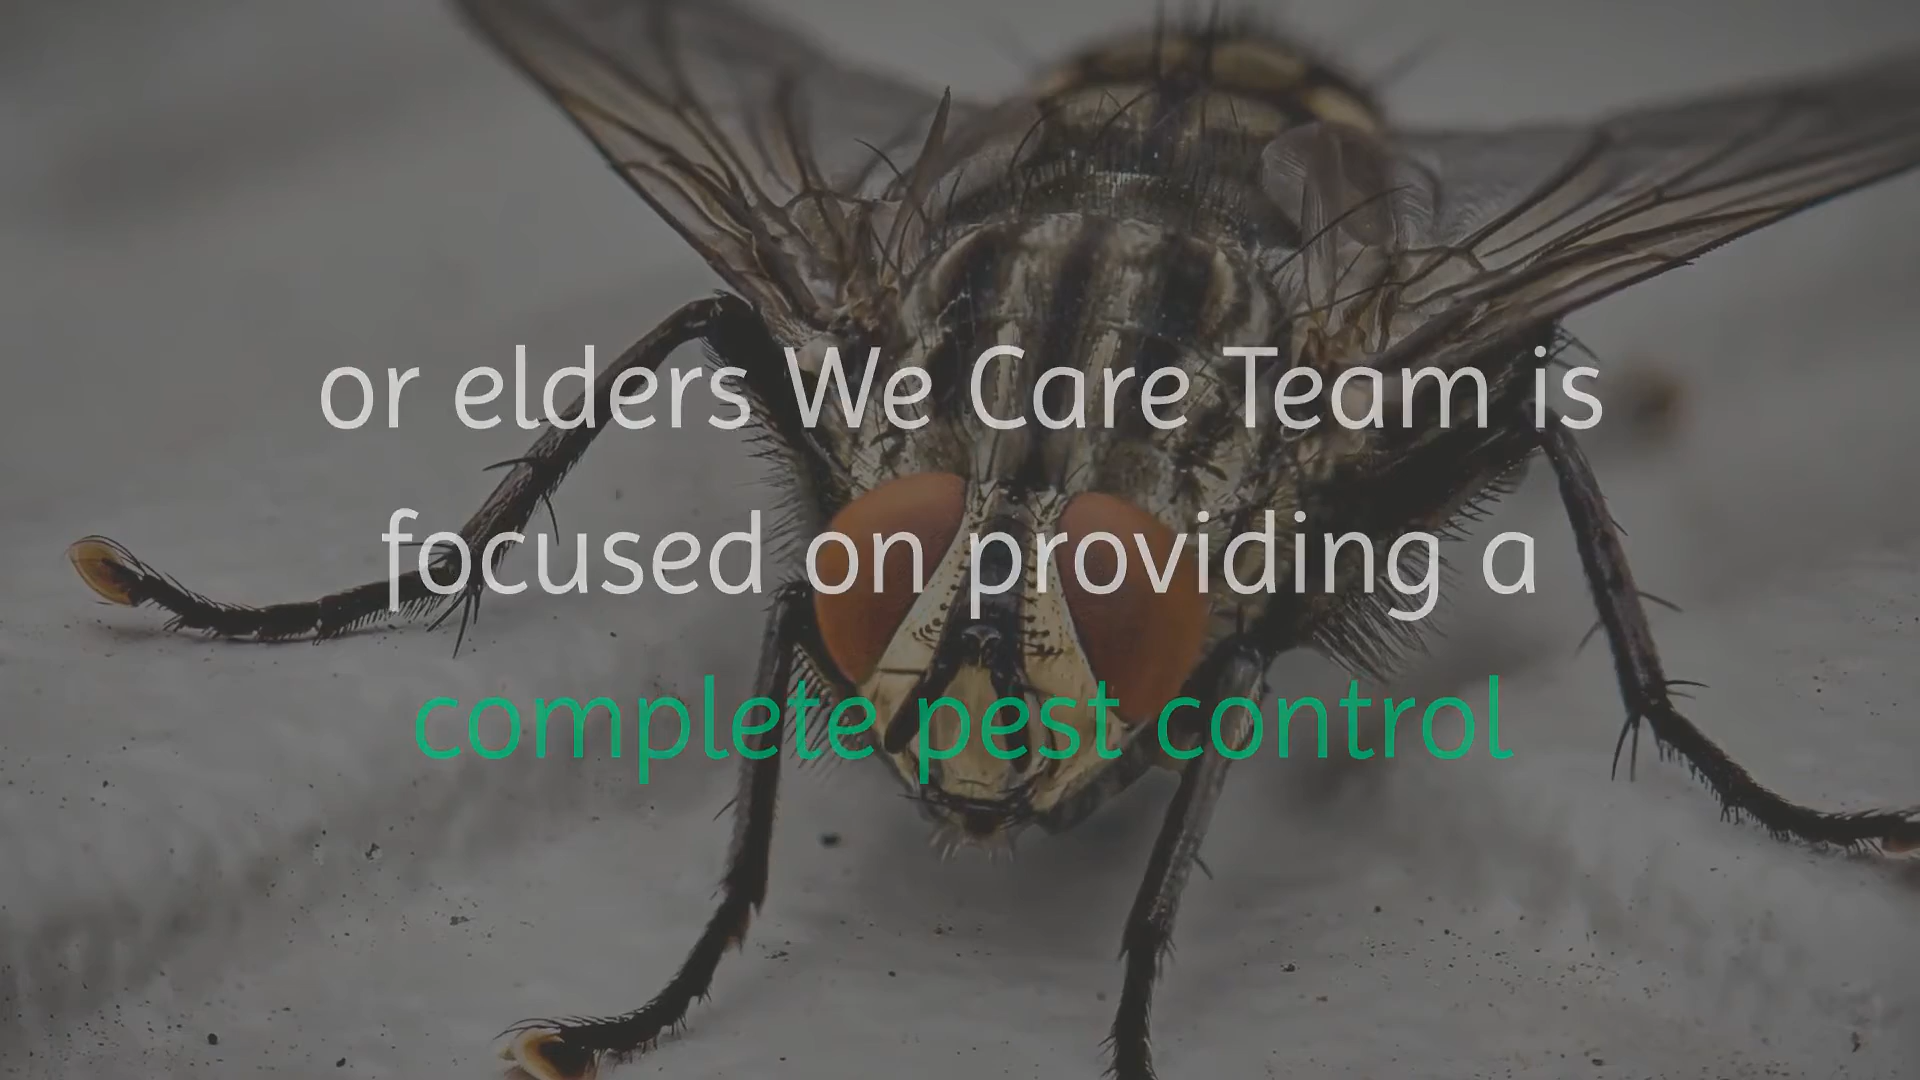 or elders We Care Team is
focused on providing a
complete pest control